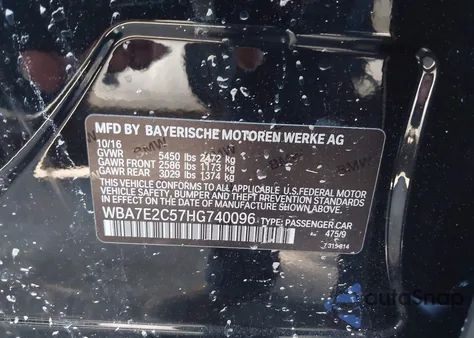 MFD BY BAYERISCHE MOTOREN WERKE AG
10/16
GVWR 5450 lbs 2472 kg
GAWR FRONT 2586 lbs 1173 kg
GAWR REAR 3029 lbs 1374 kg
THIS VEHICLE CONFORMS TO ALL APPLICABLE U.S.FEDERAL MOTOR
VEHICLE SAFETY, BUMPER AND THEFT PREVENTION STANDARDS
IN EFFECT ON THE DATE OF MANUFACTURE SHOWN ABOVE.
WBA7E2C57HG740096 TYPE: PASSENGER CAR
475/9
7315614
autoSnap